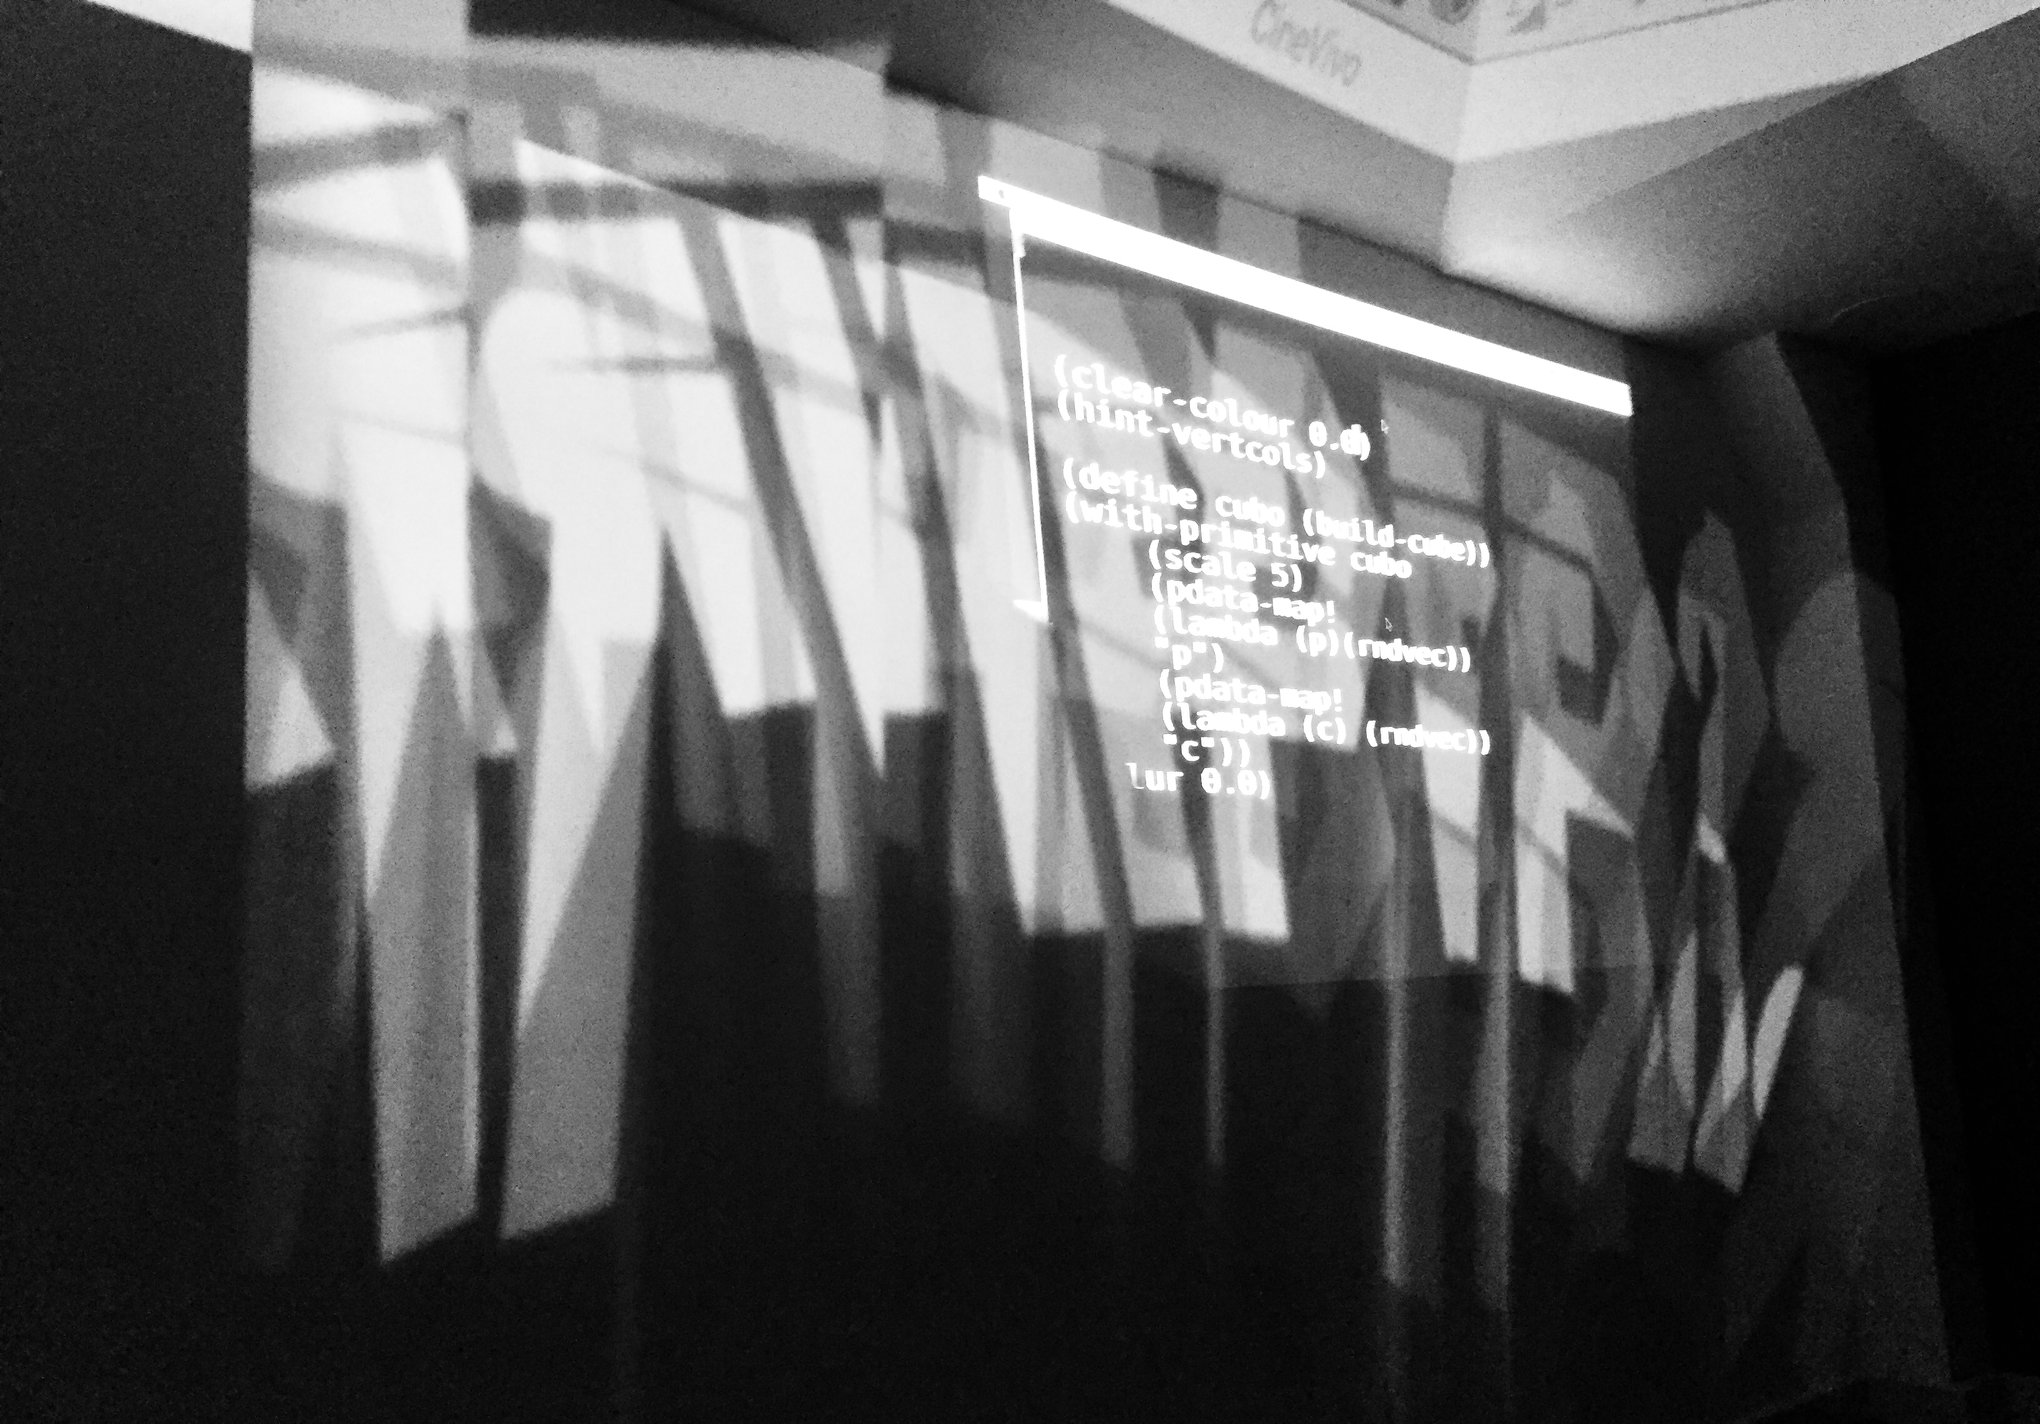 CineVivo
(clear-colour 0.0)
(hint-vertcols)
(define cubo (build-cube))
(with-primitive cubo
(scale 5)
(pdata-map!
(lambda (p)(rndvec))
"p")
(pdata-map!
(lambda (c) (rndvec))
"c"))
lur 0.0)